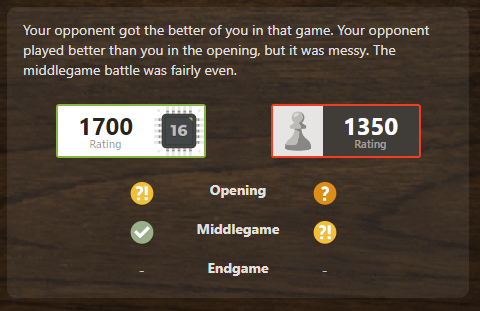 Your opponent got the better of you in that game. Your opponent
played better than you in the opening, but it was messy. The
middlegame battle was fairly even.
1700
Rating
16
1350
Rating
?! Opening ?
Middlegame ?!
- Endgame -